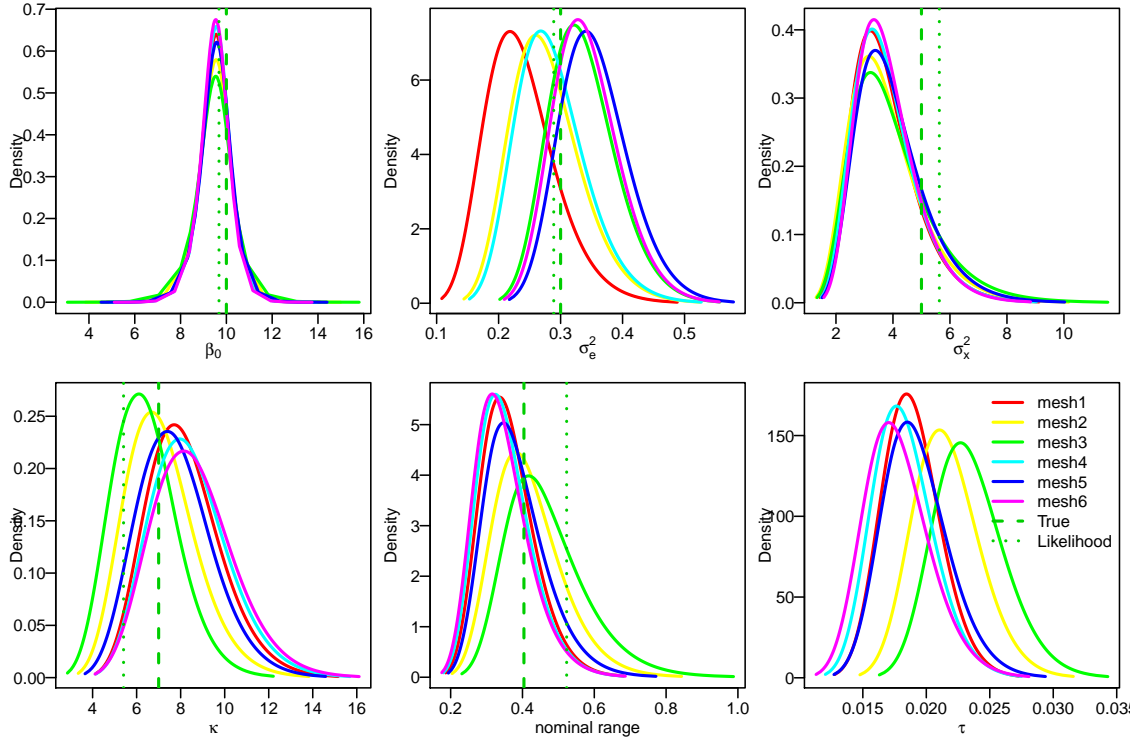 0.7
0.6
0.5
0.4
0.3
0.2
0.1
0.0
Density
4 6 8 10 12 14 16
β0
6
4
2
0
Density
0.1 0.2 0.3 0.4 0.5
σe2
0.4
0.3
0.2
0.1
0.0
Density
2 4 6 8 10
σx2
0.25
0.20
0.15
0.10
0.05
0.00
Density
4 6 8 10 12 14 16
κ
5
4
3
2
1
0
Density
0.2 0.4 0.6 0.8 1.0
nominal range
150
100
50
0
Density
0.015 0.020 0.025 0.030 0.035
τ
mesh1
mesh2
mesh3
mesh4
mesh5
mesh6
True
Likelihood